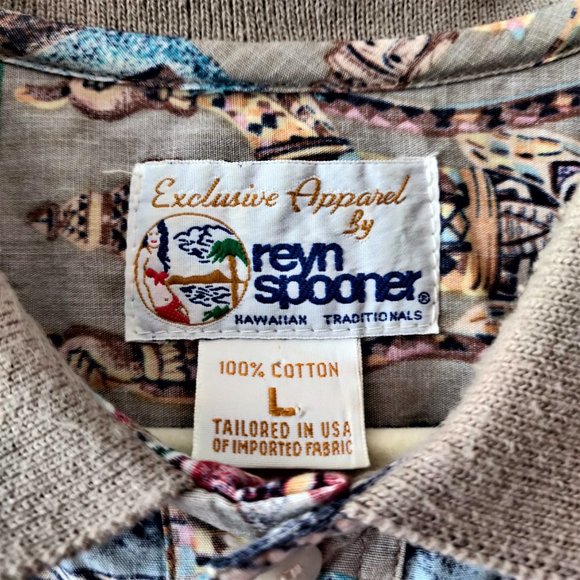 Exclusive Apparel
By
reyn
spooner®
HAWAIIAN TRADITIONALS
100% COTTON
L
TAILORED IN USA
OF IMPORTED FABRIC